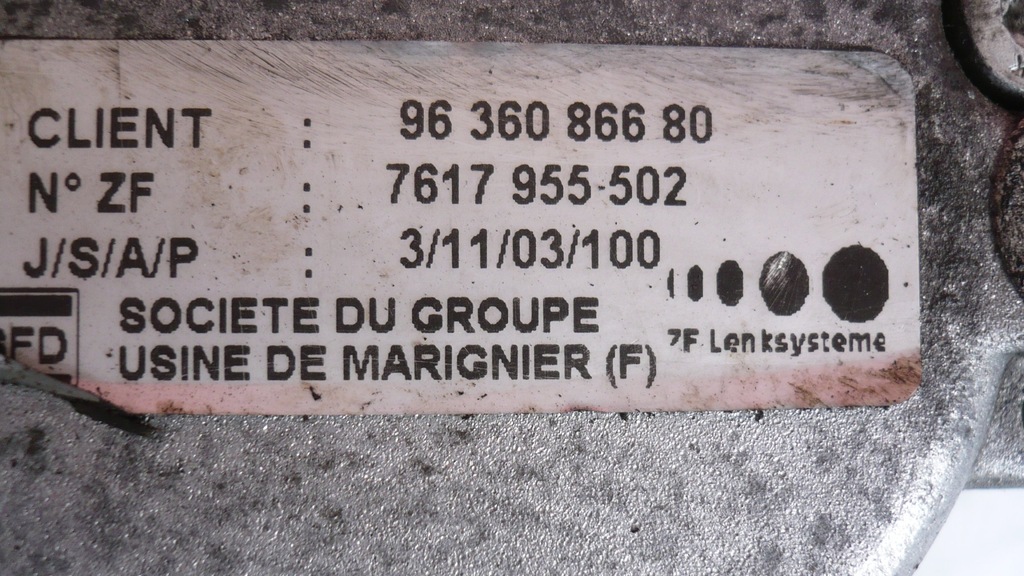 CLIENT : 96 360 866 80
N° ZF : 7617 955-502
J/S/A/P : 3/11/03/100
SOCIETE DU GROUPE
USINE DE MARIGNIER (F)
ZF Lenksysteme